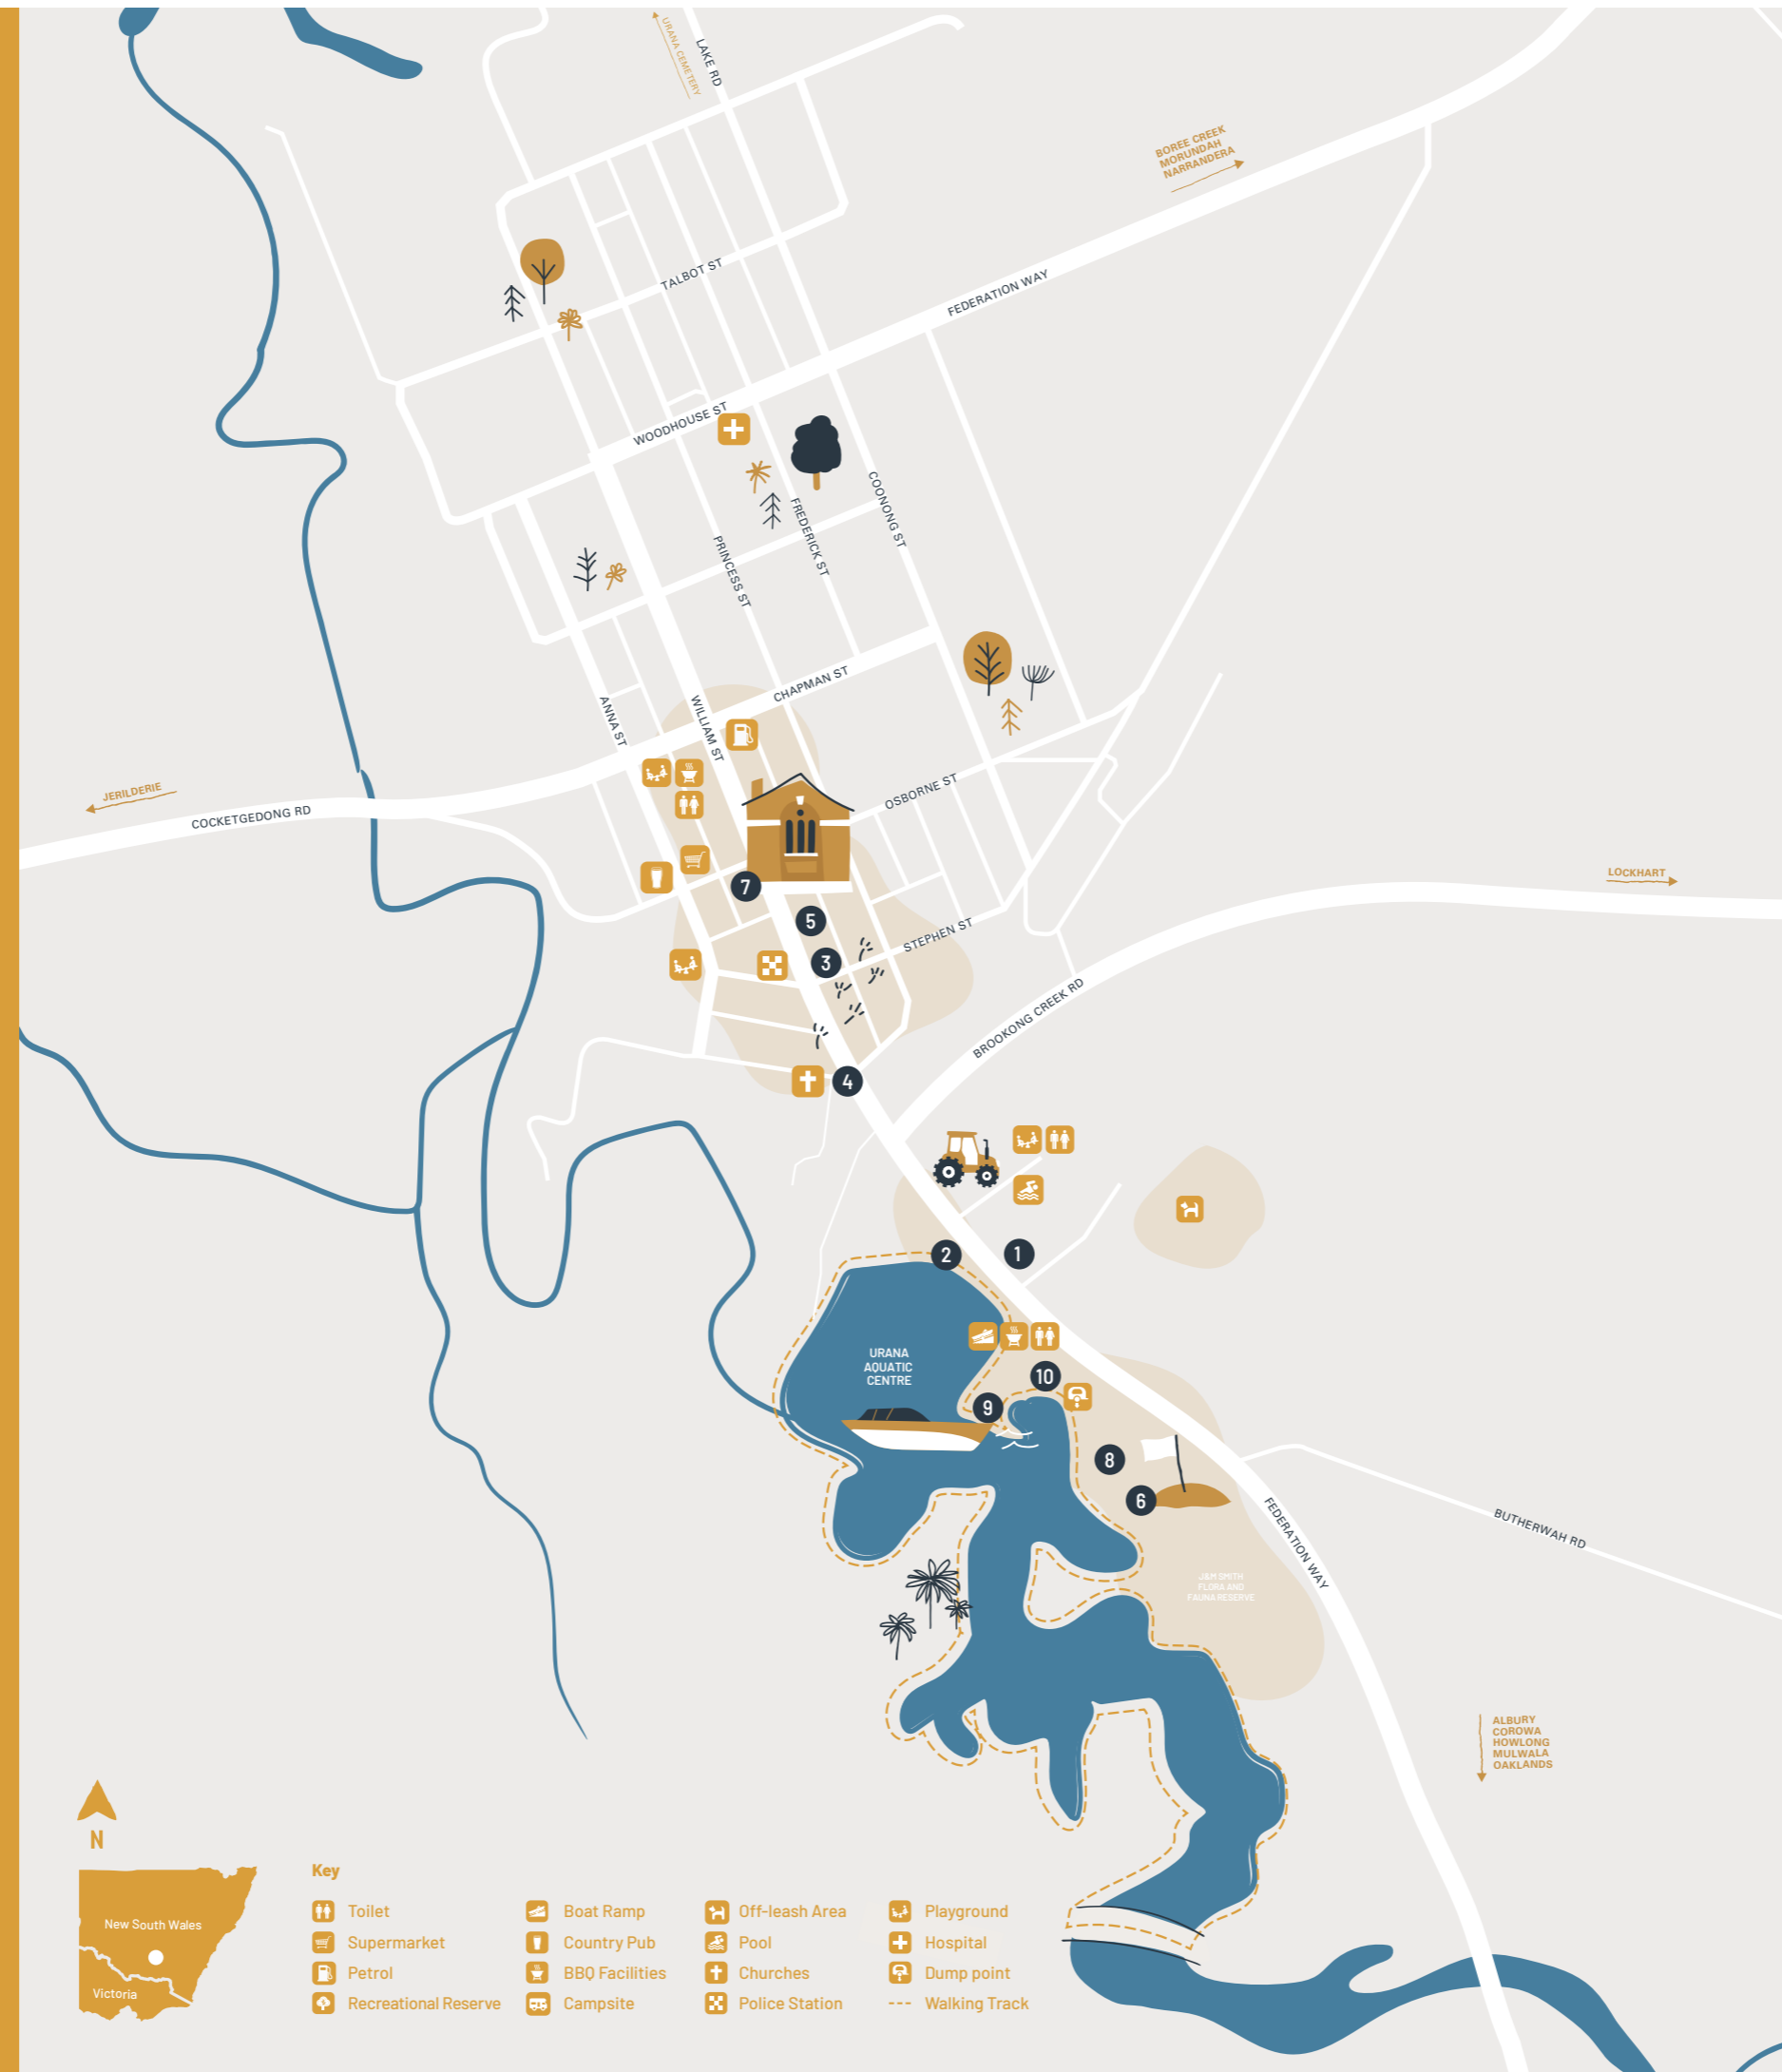 URANA CEMETERY
LAKE RD
BOREE CREEK
MORUNDAH
NARRANDERA
TALBOT ST
FEDERATION WAY
WOODHOUSE ST
COONONG ST
FREDERICK ST
PRINCESS ST
CHAPMAN ST
ANNA ST
WILLIAM ST
JERILDERIE
COCKETGEDONG RD
OSBORNE ST
LOCKHART
7
5
STEPHEN ST
3
BROOKONG CREEK RD
4
2
1
URANA
AQUATIC
CENTRE
10
9
8
6
FEDERATION WAY
BUTHERWAH RD
J&M SMITH
FLORA AND
FAUNA RESERVE
ALBURY
COROWA
HOWLONG
MULWALA
OAKLANDS
N
New South Wales
Victoria
Key
Toilet
Supermarket
Petrol
Recreational Reserve
Boat Ramp
Country Pub
BBQ Facilities
Campsite
Off-leash Area
Pool
Churches
Police Station
Playground
Hospital
Dump point
Walking Track